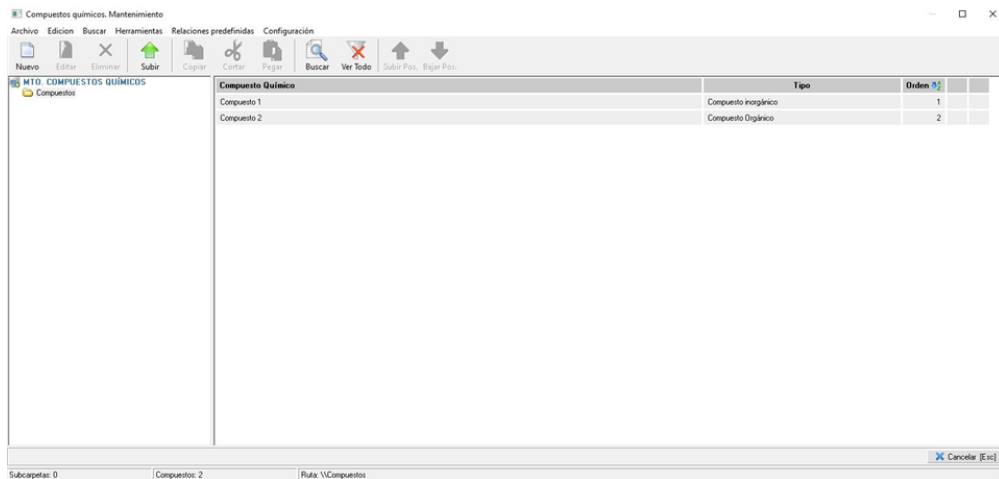 Compuestos químicos. Mantenimiento
Archivo Edicion Buscar Herramientas Relaciones predefinidas Configuración
Nuevo Editar Eliminar Subir Copiar Cortar Pegar Buscar Ver Todo Subir Pos. Bajar Pos.
MTO. COMPUESTOS QUÍMICOS
Compuestos
Compuesto Químico Tipo Orden
Compuesto 1 Compuesto inorgánico 1
Compuesto 2 Compuesto Orgánico 2
Cancelar [Esc]
Subcarpetas: 0 Compuestos: 2 Ruta: \\Compuestos